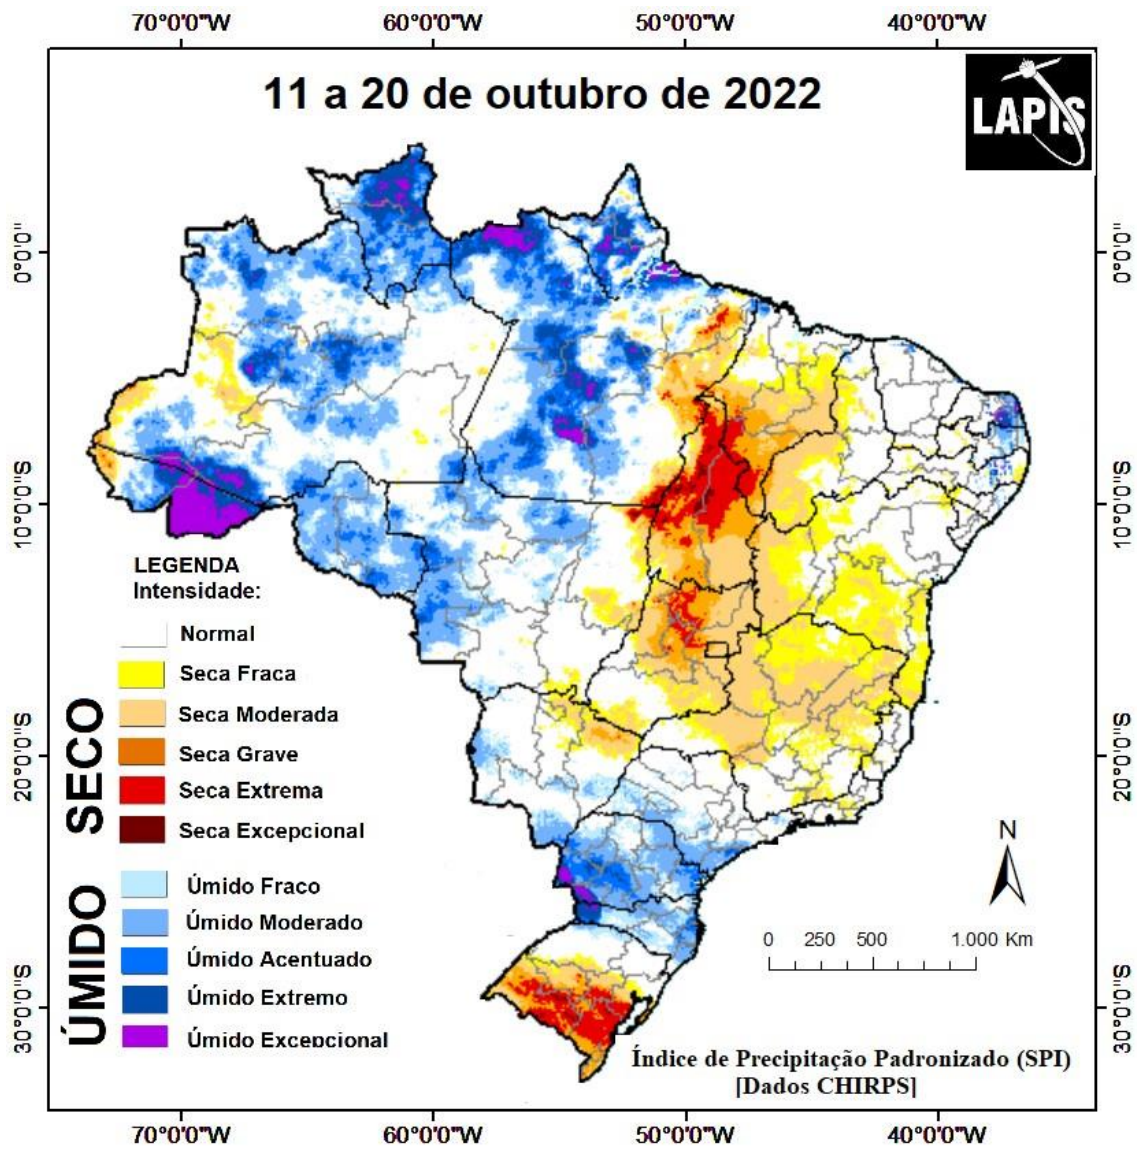 70°0'0"W 60°0'0"W 50°0'0"W 40°0'0"W
11 a 20 de outubro de 2022
LAPIS
0°0'0"
0°0'0"
10°0'0"S
10°0'0"S
LEGENDA
Intensidade:
Normal
Seca Fraca
Seca Moderada
Seca Grave
Seca Extrema
Seca Excepcional
SECO
20°0'0"S
20°0'0"S
Úmido Fraco
Úmido Moderado
Úmido Acentuado
Úmido Extremo
Úmido Excepcional
ÚMIDO
N
0 250 500 1.000 Km
30°0'0"S
30°0'0"S
Índice de Precipitação Padronizado (SPI)
[Dados CHIRPS]
70°0'0"W 60°0'0"W 50°0'0"W 40°0'0"W